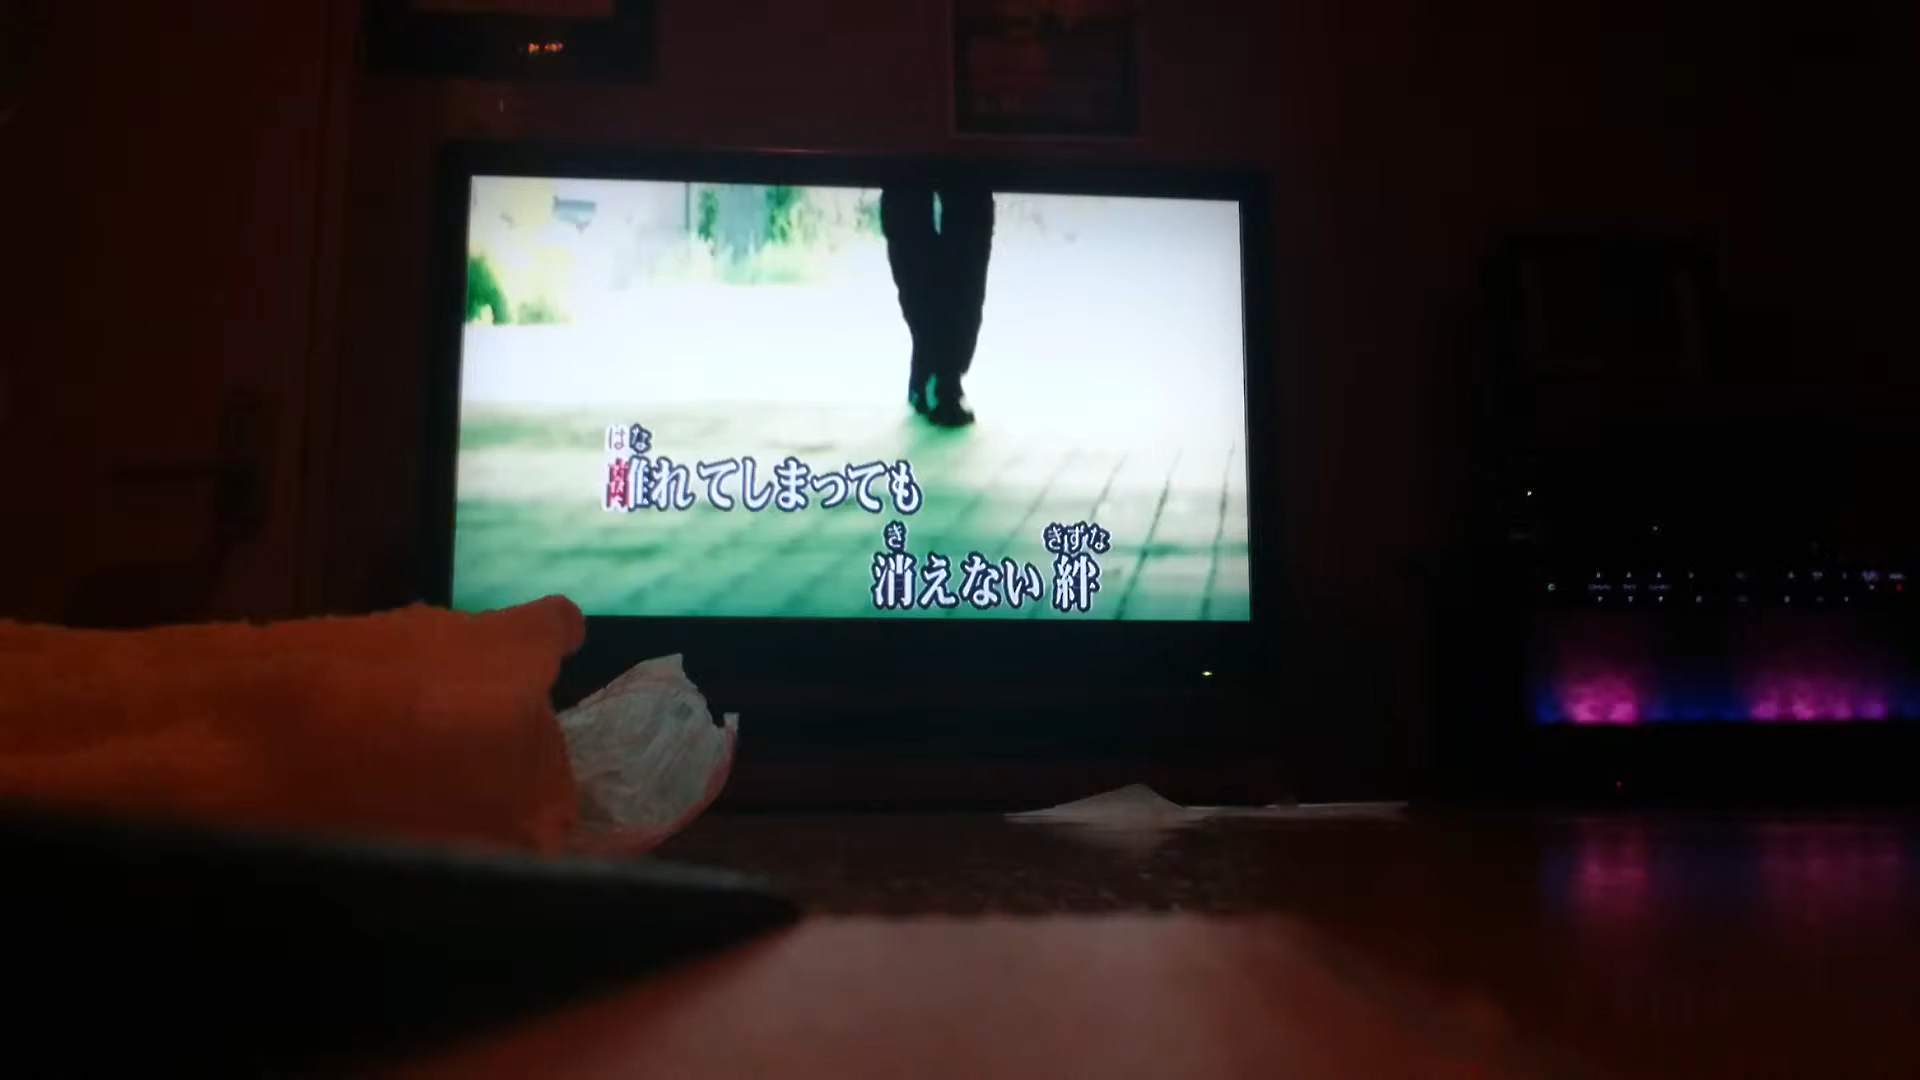 はな
離れてしまっても
き きずな
消えない絆